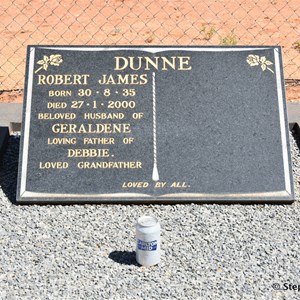 DUNNE
ROBERT JAMES
BORN 30·8·35
DIED 27·1·2000
BELOVED HUSBAND OF
GERALDENE
LOVING FATHER OF
DEBBIE.
LOVED GRANDFATHER
LOVED BY ALL.
© Step